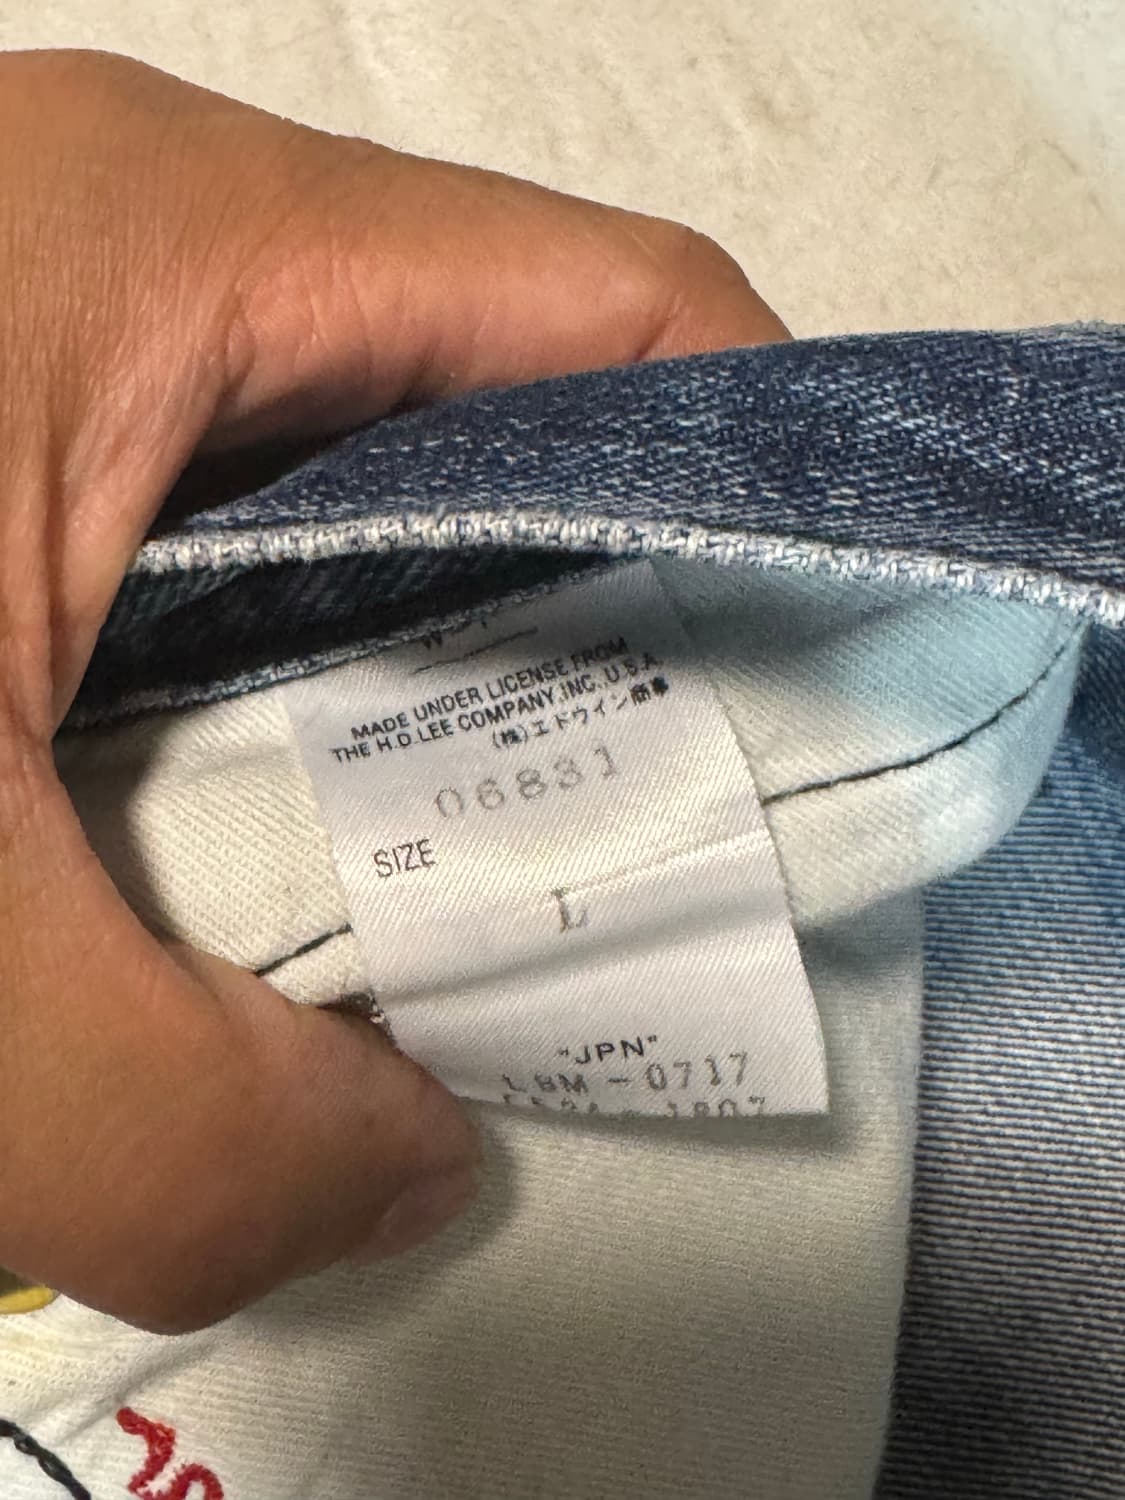 MADE UNDER LICENSE FROM
THE H.D.LEE COMPANY,INC. U.S.A.
(株)エドウイン商事
06831
SIZE
L
"JPN"
LBM-0717